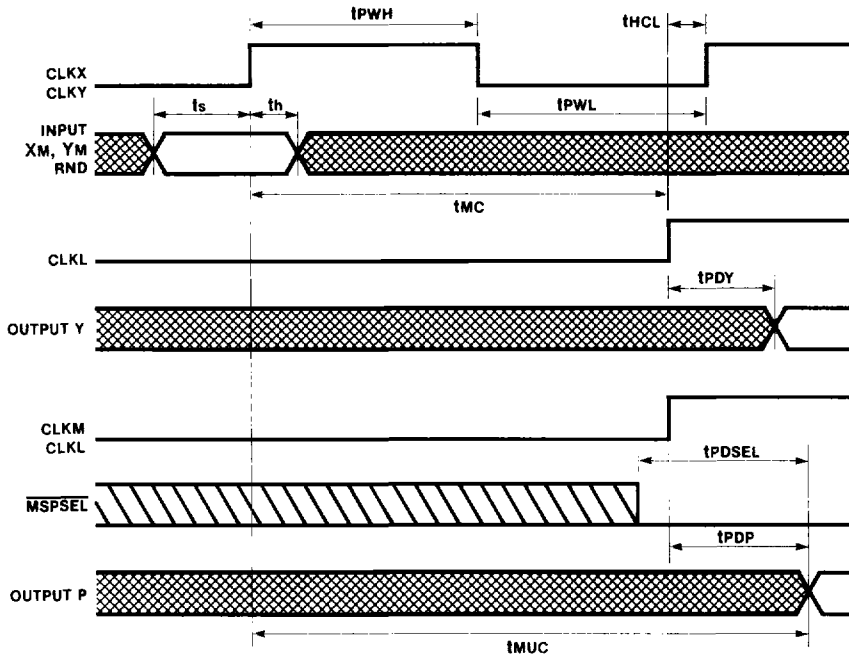 tPWH
tHCL
CLKX
CLKY
ts
th
tPWL
INPUT
XM, YM
RND
tMC
CLKL
tPDY
OUTPUT Y
CLKM
CLKL
tPDSEL
MSPSEL
tPDP
OUTPUT P
tMUC